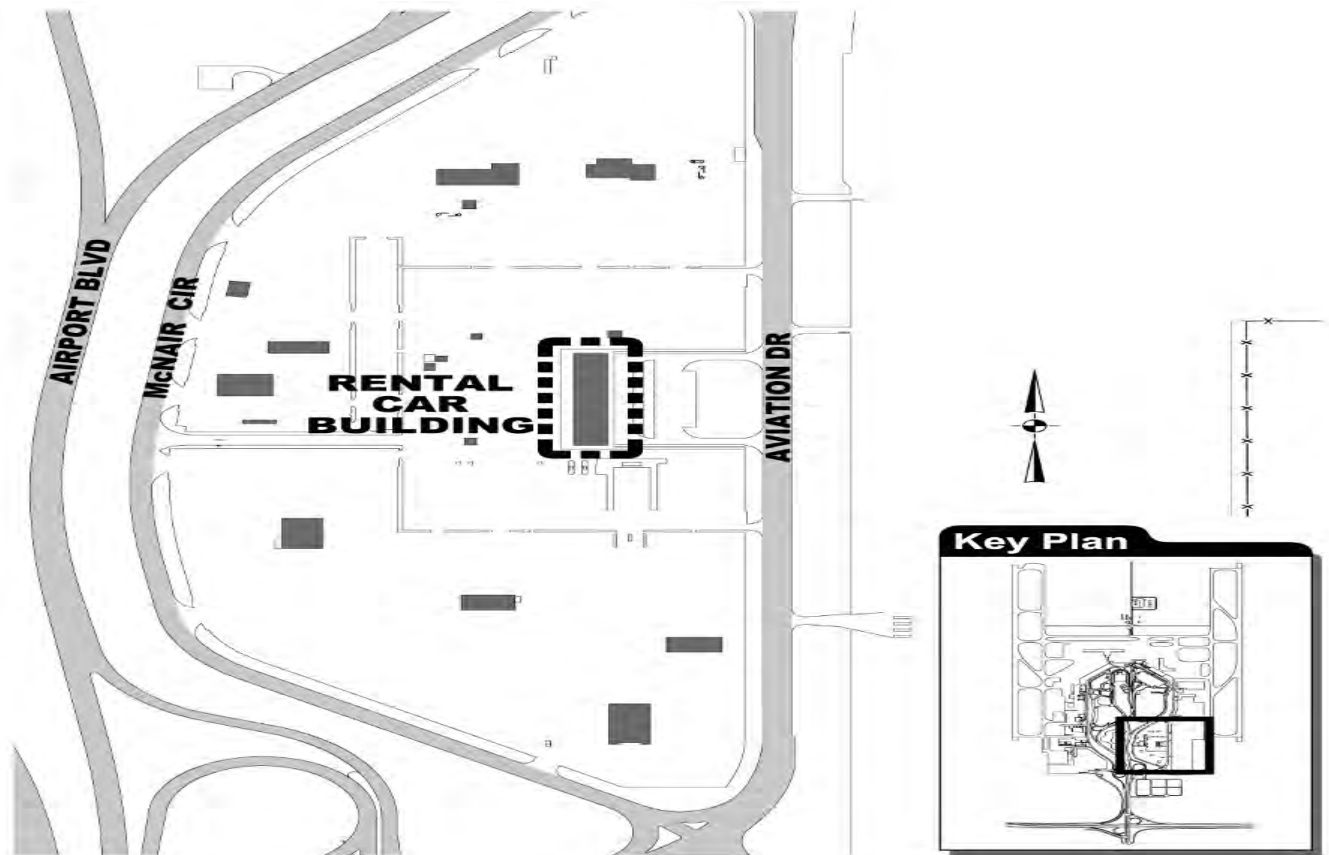 AIRPORT BLVD
McNAIR CIR
RENTAL
CAR
BUILDING
AVIATION DR
Key Plan